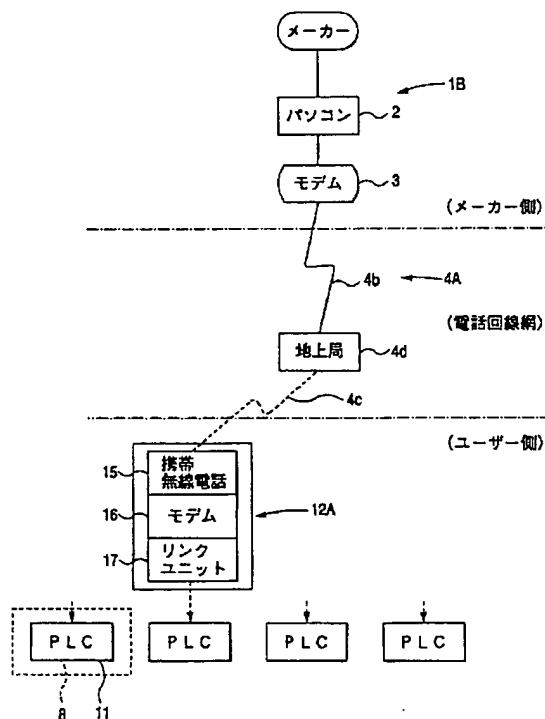 メーカー
1B
パソコン
2
モデム
3
(メーカー側)
4b
4A
(電話回線網)
地上局
4d
4c
(ユーザー側)
15
携帯
無線電話
16
モデム
12A
17
リンク
ユニット
PLC
PLC
PLC
PLC
8
11